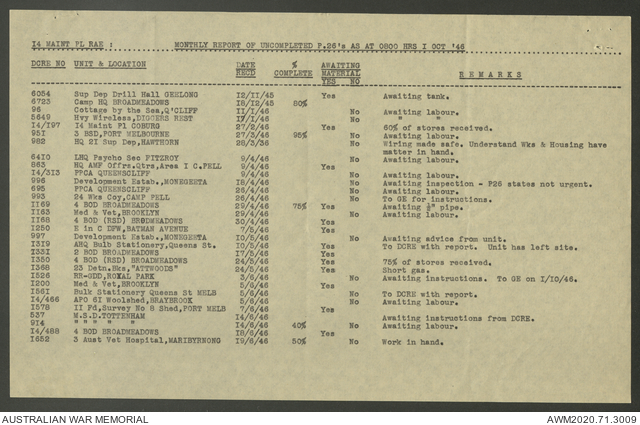 I4 MAINT PL RAE : MONTHLY REPORT OF UNCOMPLETED P.26's AS AT 0800 HRS I OCT '46
DCRE NO UNIT & LOCATION DATE RECD % COMPLETE AWAITING MATERIAL YES NO R E M A R K S
6054 Sup Dep Drill Hall GEELONG I2/II/45 Yes Awaiting tank.
6723 Camp HQ BROADMEADOWS I8/I2/45 80%
96 Cottage by the Sea,Q'CLIFF II/I/46 No Awaiting labour.
5649 Hvy Wireless,DIGGERS REST I7/I/46 No " "
I4/I97 I4 Maint Pl COBURG 27/2/46 Yes 60% of stores received.
95I 3 BSD,PORT MELBOURNE 27/3/46 95% No Awaiting labour.
982 HQ 2I Sup Dep,HAWTHORN 28/3/36 No Wiring made safe. Understand Wks & Housing have
matter in hand.
64I0 LHQ Psycho Sec FITZROY 9/4/46 No Awaiting labour.
863 HQ AMF Offrs.Qtrs,Area I C.FELL 9/4/46 Yes
I4/3I3 PPCA QUEENSCLIFF 9/4/46 No Awaiting labour.
996 Development Estab.,MONEGEETA I8/4/46 No Awaiting inspection - P26 states not urgent.
695 PPCA QUEENSCLIFF 26/4/46 No Awaiting labour.
993 24 Wks Coy,CAMP PELL 26/4/46 No To GE for instructions.
II69 4 BOD BROADMEADOWS 29/4/46 75% Yes Awaiting ½" pipe.
II63 Med & Vet,BROOKLYN 29/4/46 No Awaiting labour.
II68 4 BOD (RSD) BROADMEADOWS 30/4/46 Yes
I250 E in C DFW,BATMAN AVENUE 7/5/46 Yes
997 Development Estab.,MONEGEETA I0/5/46 No Awaiting advice from unit.
I3I9 AHQ Bulb Stationery,Queens St. I0/5/46 Yes To DCRE with report. Unit has left site.
I33I 2 BOD BROADMEADOWS I7/5/46 Yes
I350 4 BOD (RSD) BROADMEADOWS 24/5/46 Yes 75% of stores received.
I368 23 Detn.Bks,"ATTWOODS" 24/5/46 Yes Short gas.
I526 RR-GDD,ROYAL PARK 3/6/46 No Awaiting instructions. To GE on I/I0/46.
I200 Med & Vet,BROOKLYN 5/6/46 Yes
I56I Bulk Stationery Queens St MELB 5/6/46 No To DCRE with report.
I4/466 APO 6I Woolshed,BRAYBROOK 5/6/46 No Awaiting labour.
I578 II Fd,Survey No 8 Shed,PORT MELB 7/6/46 Yes
537 M.S.D.TOTTENHAM I4/6/46 Awaiting instructions from DCRE.
9I4 " " " " I4/6/46 40% No Awaiting labour.
I4/488 4 BOD BROADMEADOWS I8/6/46 Yes
I652 3 Aust Vet Hospital,MARIBYRNONG I9/6/46 50% No Work in hand.
AUSTRALIAN WAR MEMORIAL AWM2020.71.3009